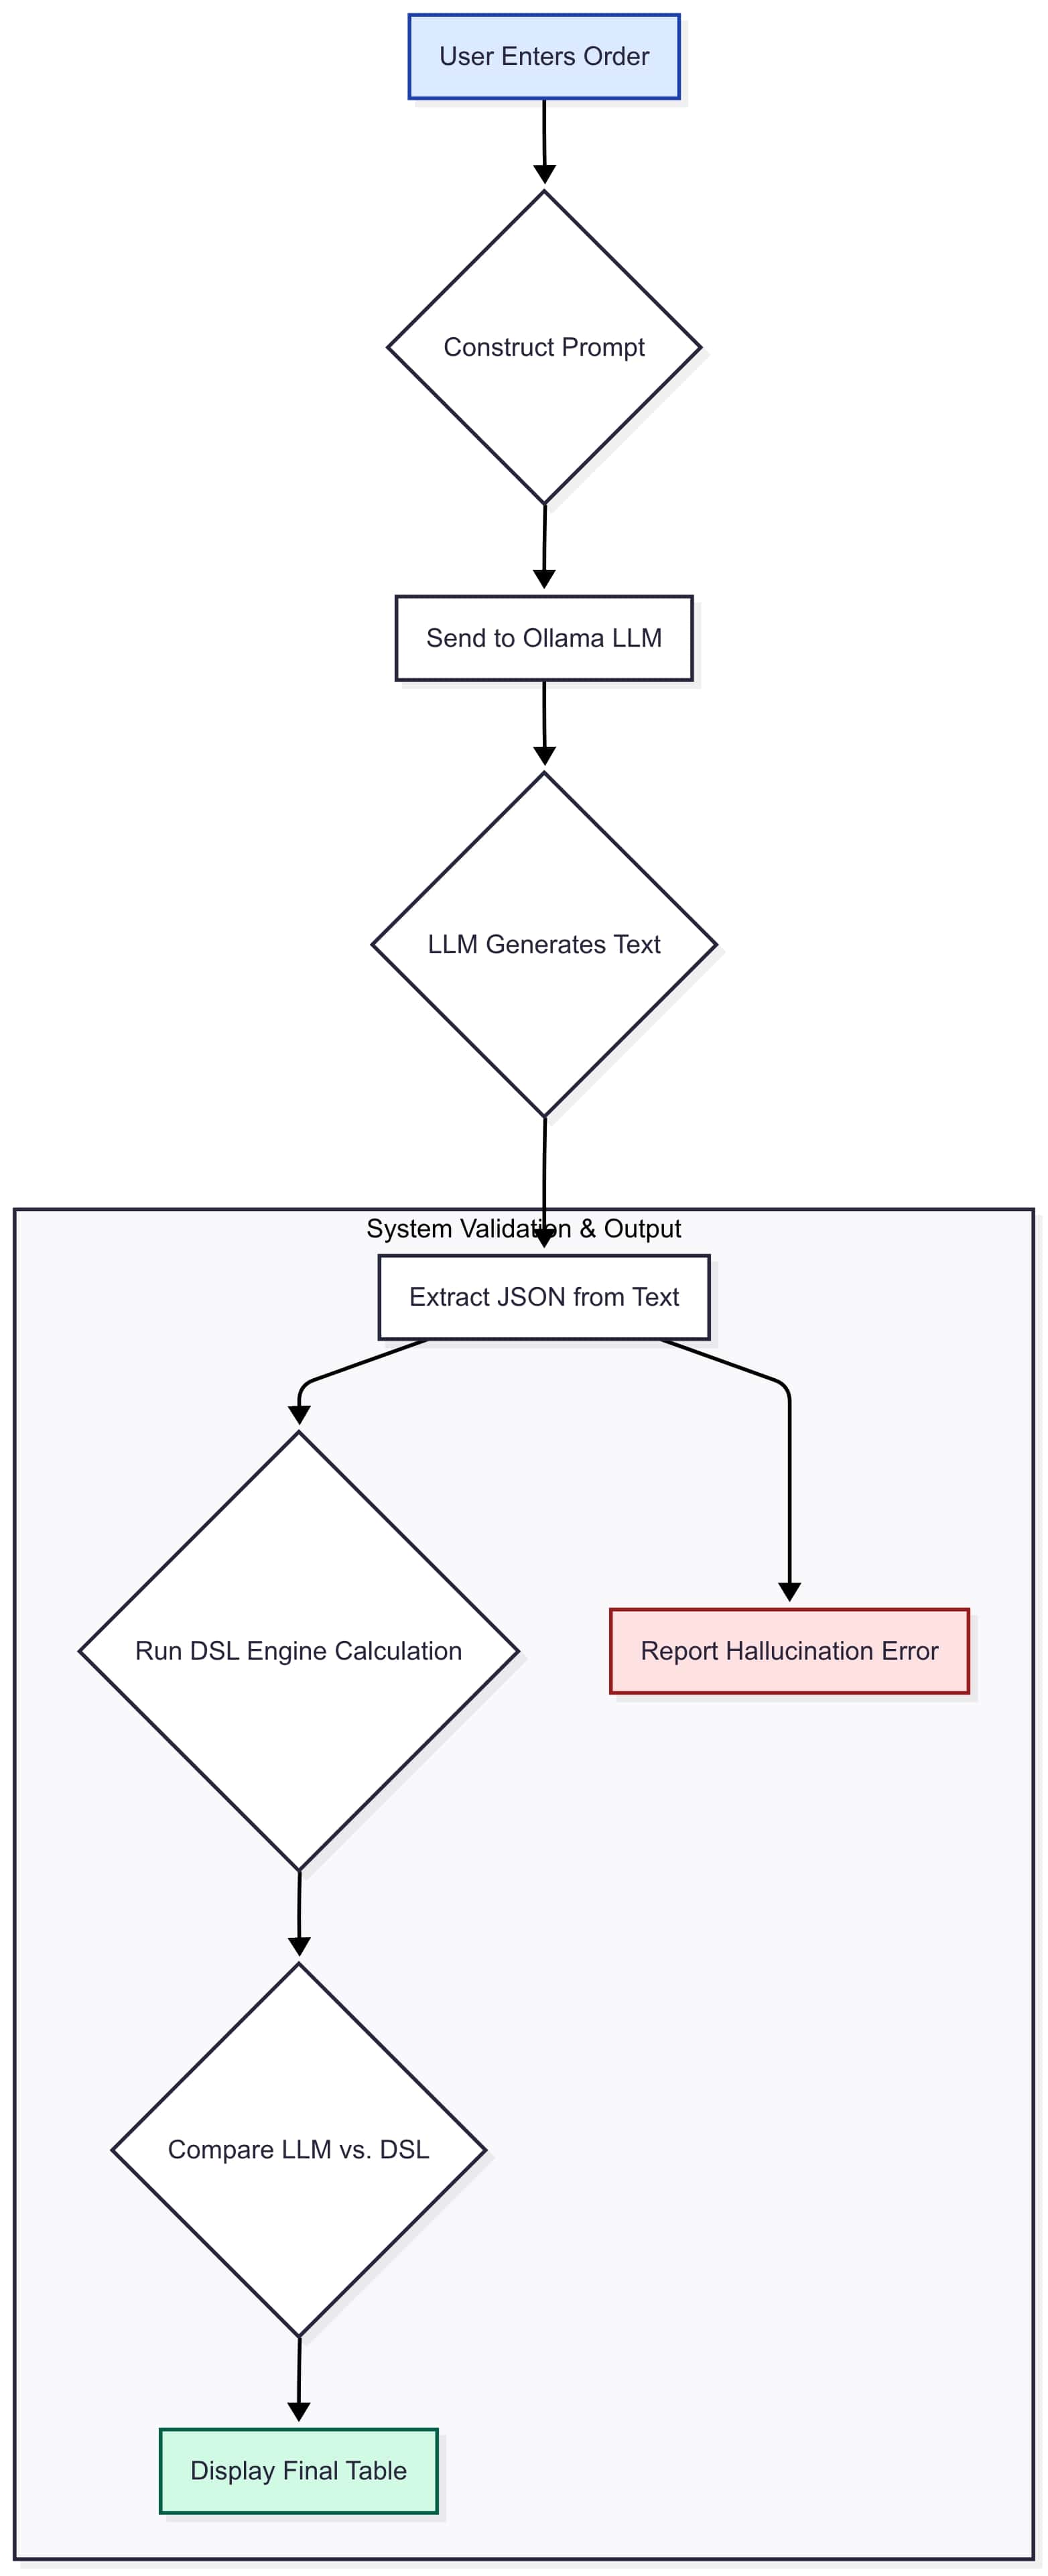 User Enters Order
Construct Prompt
Send to Ollama LLM
LLM Generates Text
System Validation & Output
Extract JSON from Text
Run DSL Engine Calculation
Report Hallucination Error
Compare LLM vs. DSL
Display Final Table